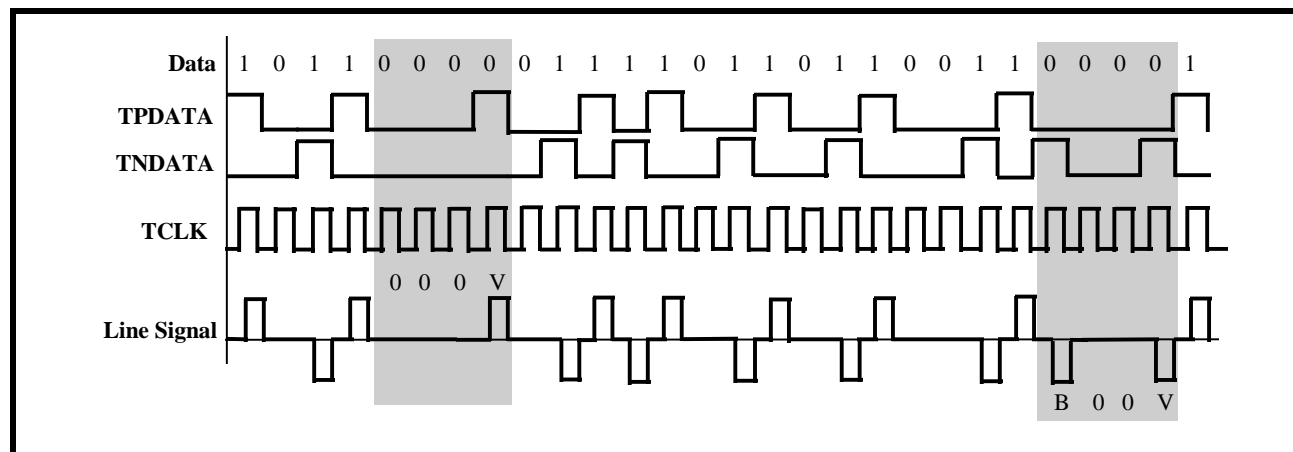 Data 1 0 1 1 0 0 0 0 0 1 1 1 1 0 1 1 0 1 1 0 0 1 1 0 0 0 0 1
TPDATA
TNDATA
TCLK
0 0 0 V
Line Signal
B 0 0 V